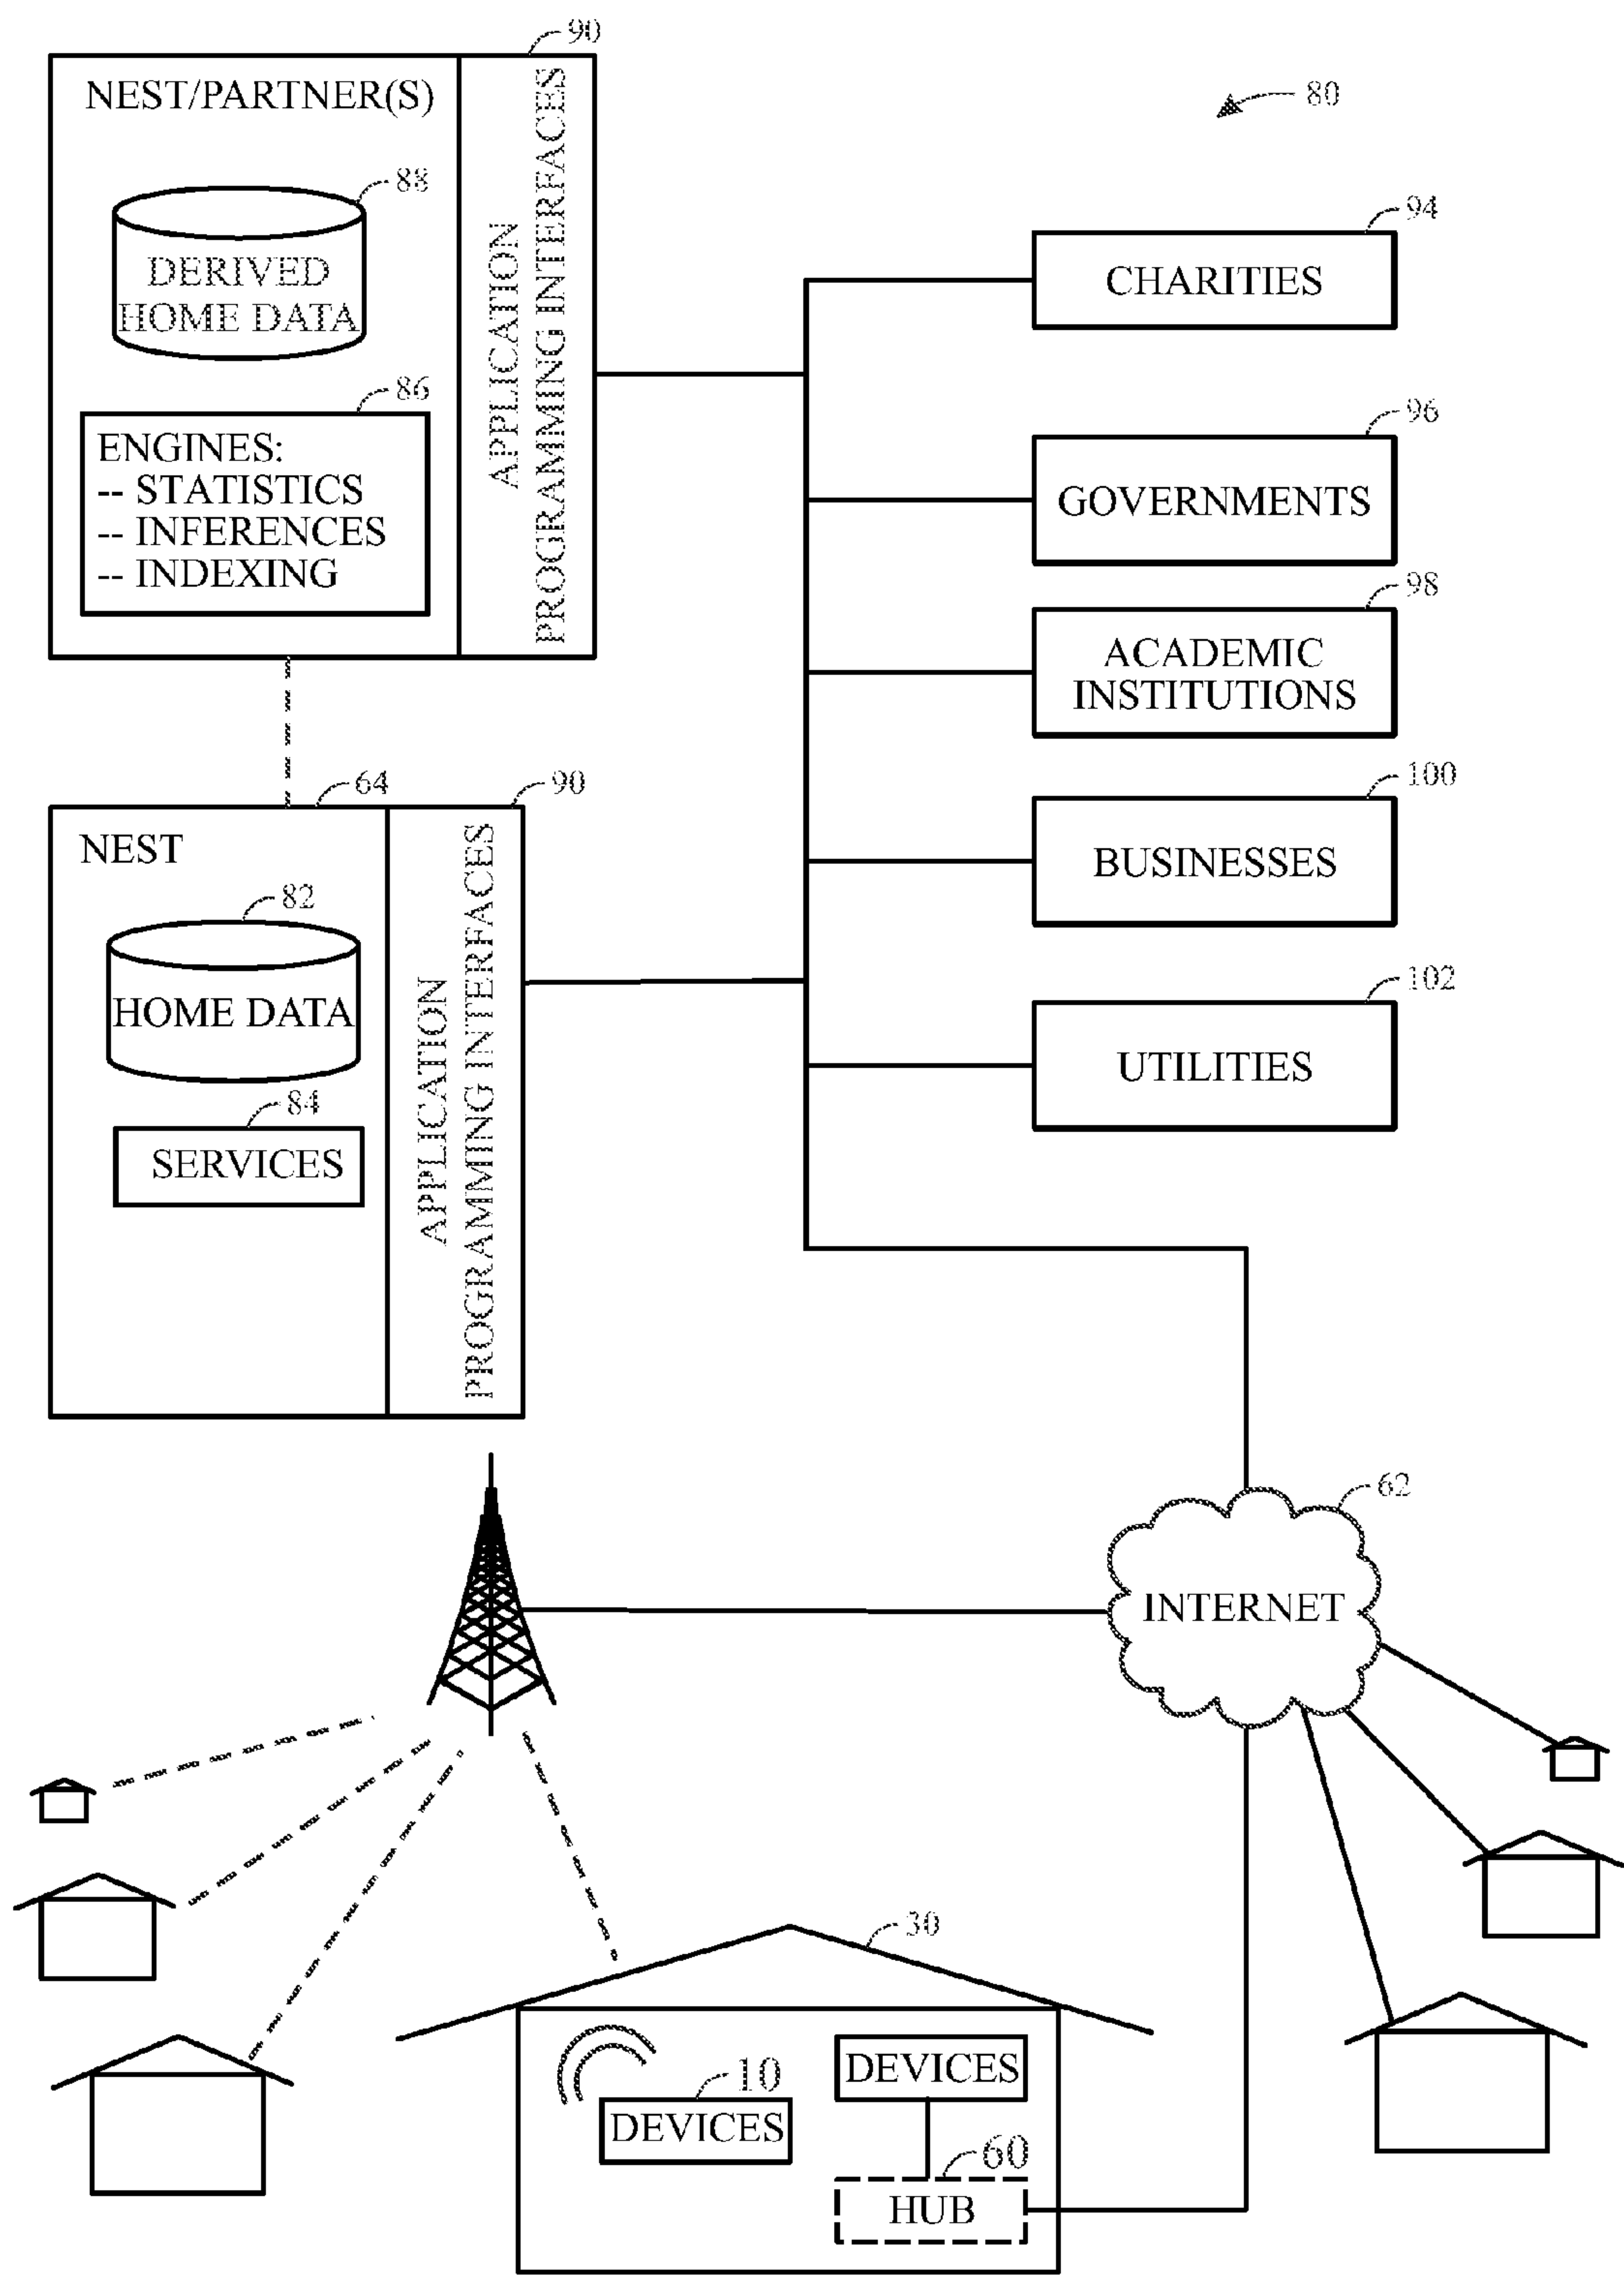 90
NEST/PARTNER(S)
80
88
DERIVED
HOME DATA
APPLICATION
PROGRAMMING INTERFACES
94
CHARITIES
86
ENGINES:
-- STATISTICS
-- INFERENCES
-- INDEXING
96
GOVERNMENTS
98
ACADEMIC
INSTITUTIONS
64
90
NEST
100
BUSINESSES
82
HOME DATA
APPLICATION
PROGRAMMING INTERFACES
102
UTILITIES
84
SERVICES
62
INTERNET
30
DEVICES
10
DEVICES
60
HUB